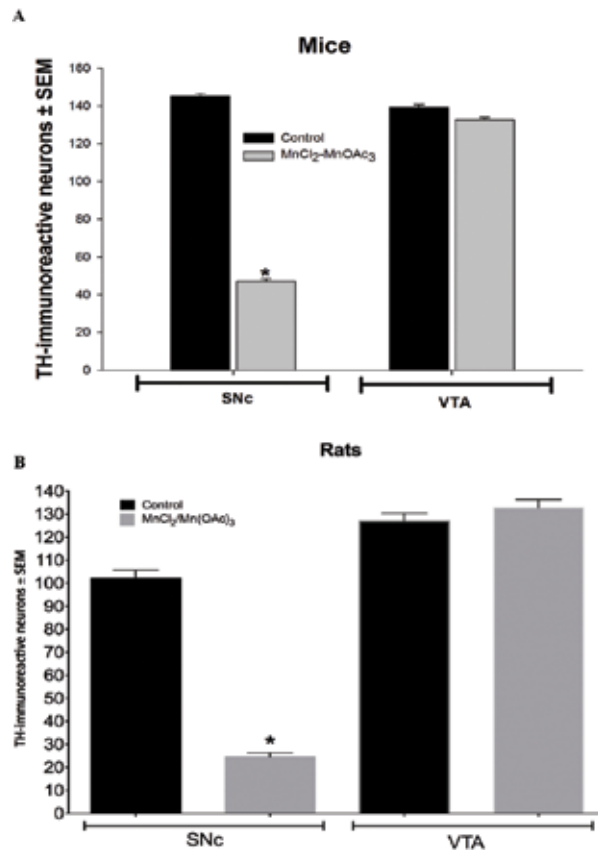 A
Mice
TH-immunoreactive neurons ± SEM
160
140
120
100
80
60
40
20
0
Control
MnCl₂-MnOAc₃
*
SNc
VTA
B
Rats
TH-immunoreactive neurons ± SEM
140
130
120
110
100
90
80
70
60
50
40
30
20
10
0
Control
MnCl₂/Mn(OAc)₃
*
SNc
VTA